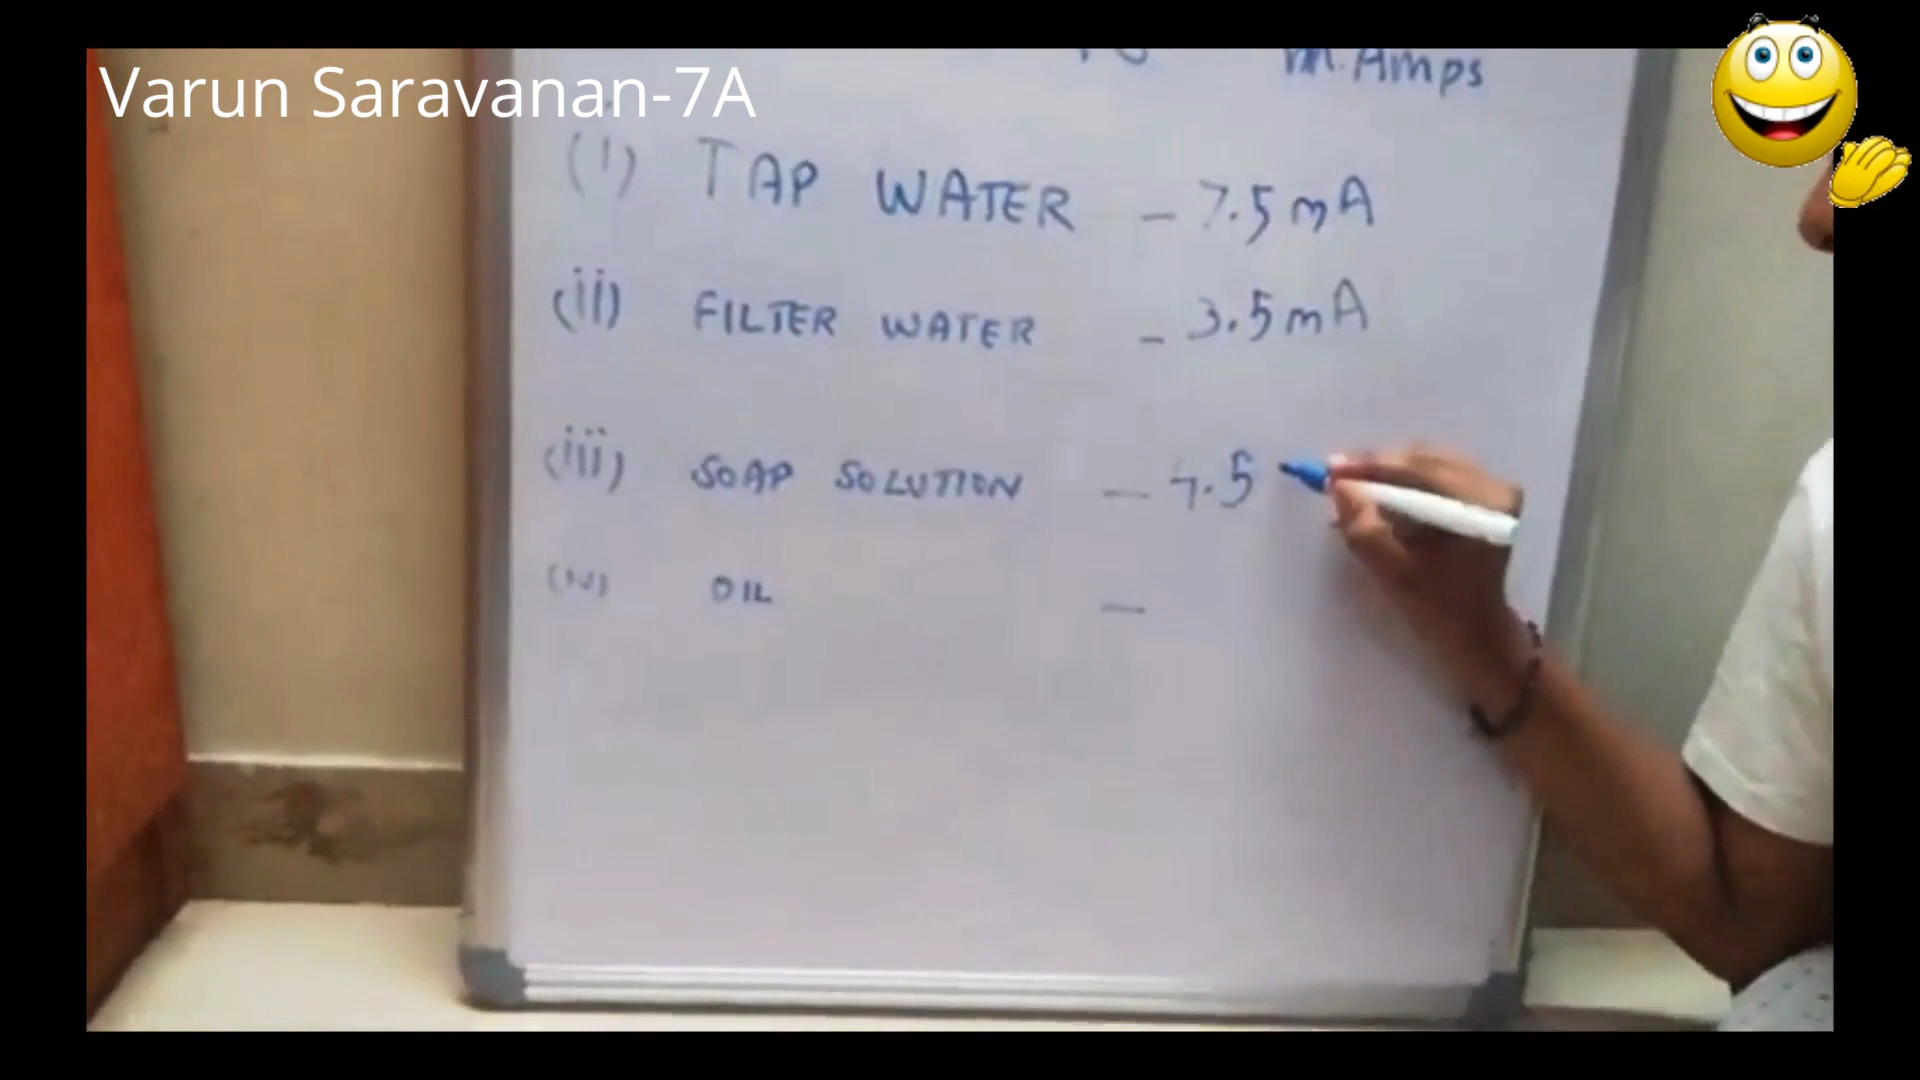 Varun Saravanan-7A
m.Amps
(i) TAP WATER - 7.5mA
(ii) FILTER WATER - 3.5mA
(iii) SOAP SOLUTION - 7.5
(iv) OIL -